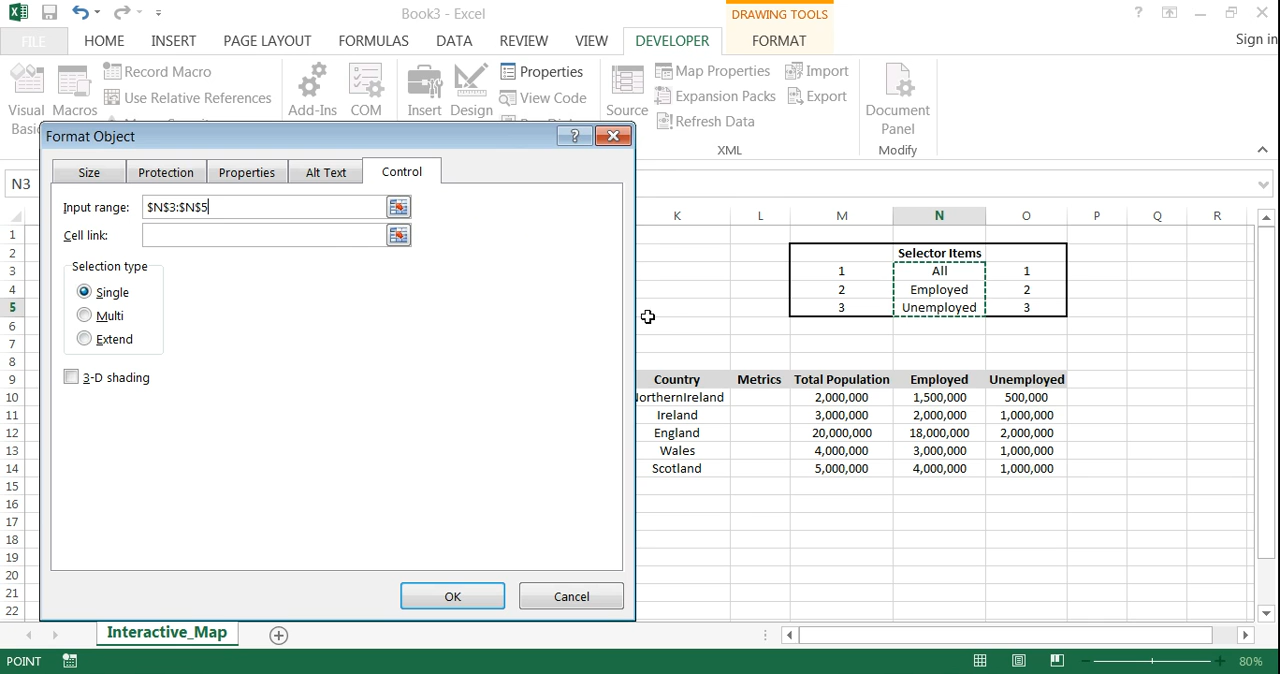 Book3 - Excel
DRAWING TOOLS
?
FILE
HOME
INSERT
PAGE LAYOUT
FORMULAS
DATA
REVIEW
VIEW
DEVELOPER
FORMAT
Sign in
Visual
Macros
Record Macro
Use Relative References
Add-Ins
COM
Insert
Design
Properties
View Code
Source
Map Properties
Expansion Packs
Refresh Data
Import
Export
Document
Panel
XML
Modify
Format Object
?
N3
Size
Protection
Properties
Alt Text
Control
Input range:
$N$3:$N$5
Cell link:
Selection type
Single
Multi
Extend
3-D shading
OK
Cancel
K L M N O P Q R
1
2 Selector Items
3 1 All 1
4 2 Employed 2
5 3 Unemployed 3
6
7
8
9 Country Metrics Total Population Employed Unemployed
10 NorthernIreland 2,000,000 1,500,000 500,000
11 Ireland 3,000,000 2,000,000 1,000,000
12 England 20,000,000 18,000,000 2,000,000
13 Wales 4,000,000 3,000,000 1,000,000
14 Scotland 5,000,000 4,000,000 1,000,000
15
16
17
18
19
20
21
22
Interactive_Map
POINT
80%